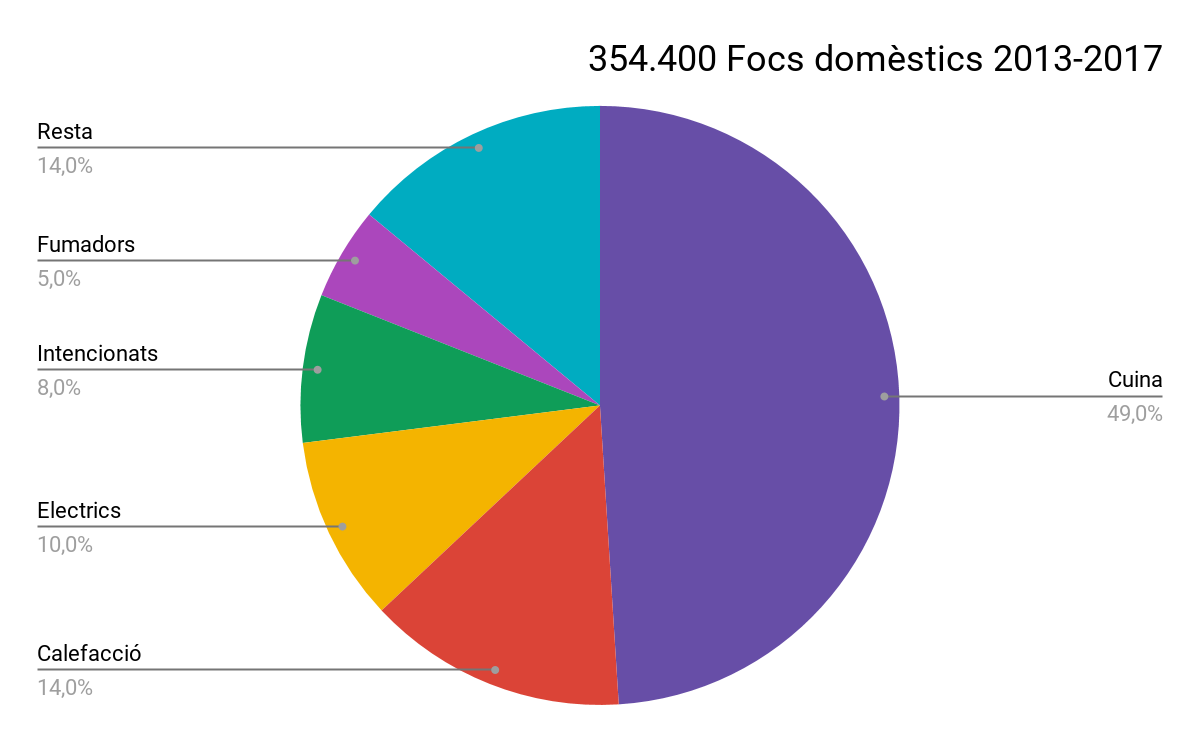 354.400 Focs domèstics 2013-2017
Resta
14,0%
Fumadors
5,0%
Intencionats
8,0%
Electrics
10,0%
Calefacció
14,0%
Cuina
49,0%